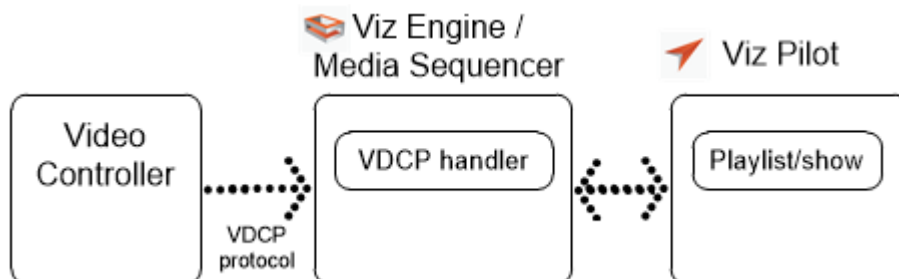 Viz Engine /
Media Sequencer
Viz Pilot
Video
Controller
VDCP
protocol
VDCP handler
Playlist/show